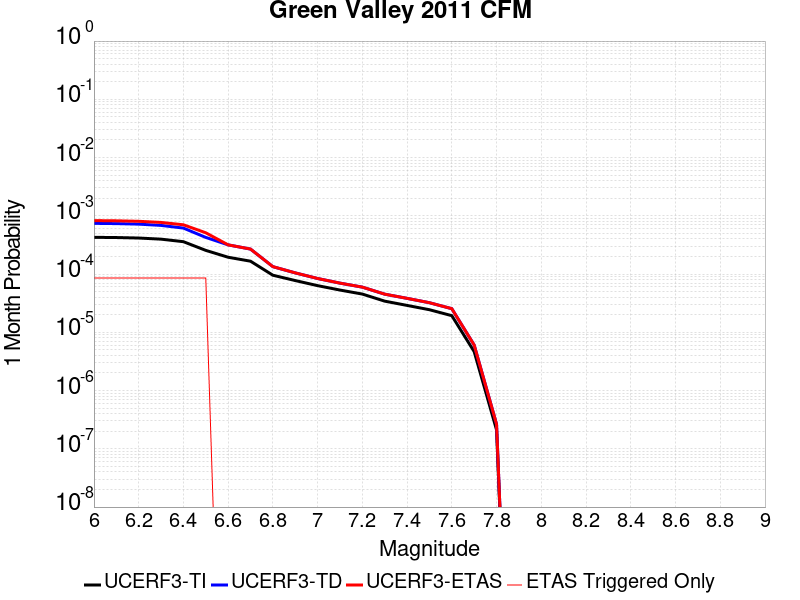 Green Valley 2011 CFM
10^0
10^-1
10^-2
10^-3
10^-4
10^-5
10^-6
10^-7
10^-8
1 Month Probability
6 6.2 6.4 6.6 6.8 7 7.2 7.4 7.6 7.8 8 8.2 8.4 8.6 8.8 9
Magnitude
UCERF3-TI UCERF3-TD UCERF3-ETAS ETAS Triggered Only